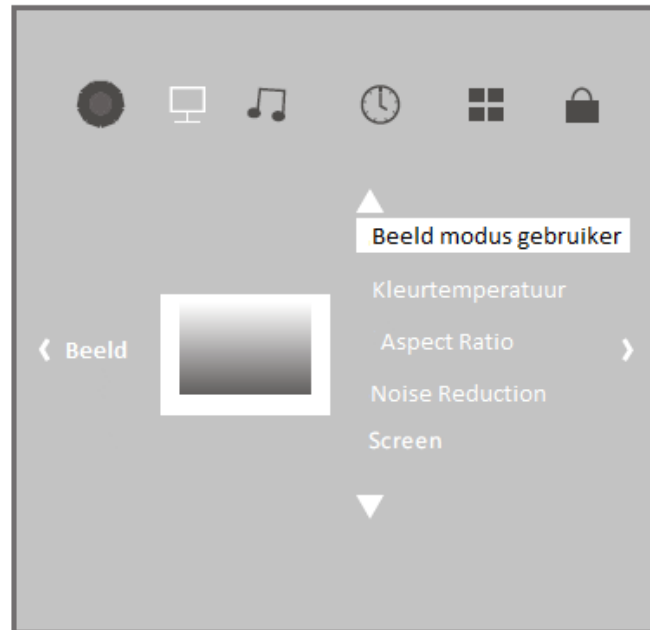 Beeld modus gebruiker
Kleurtemperatuur
Beeld
Aspect Ratio
Noise Reduction
Screen